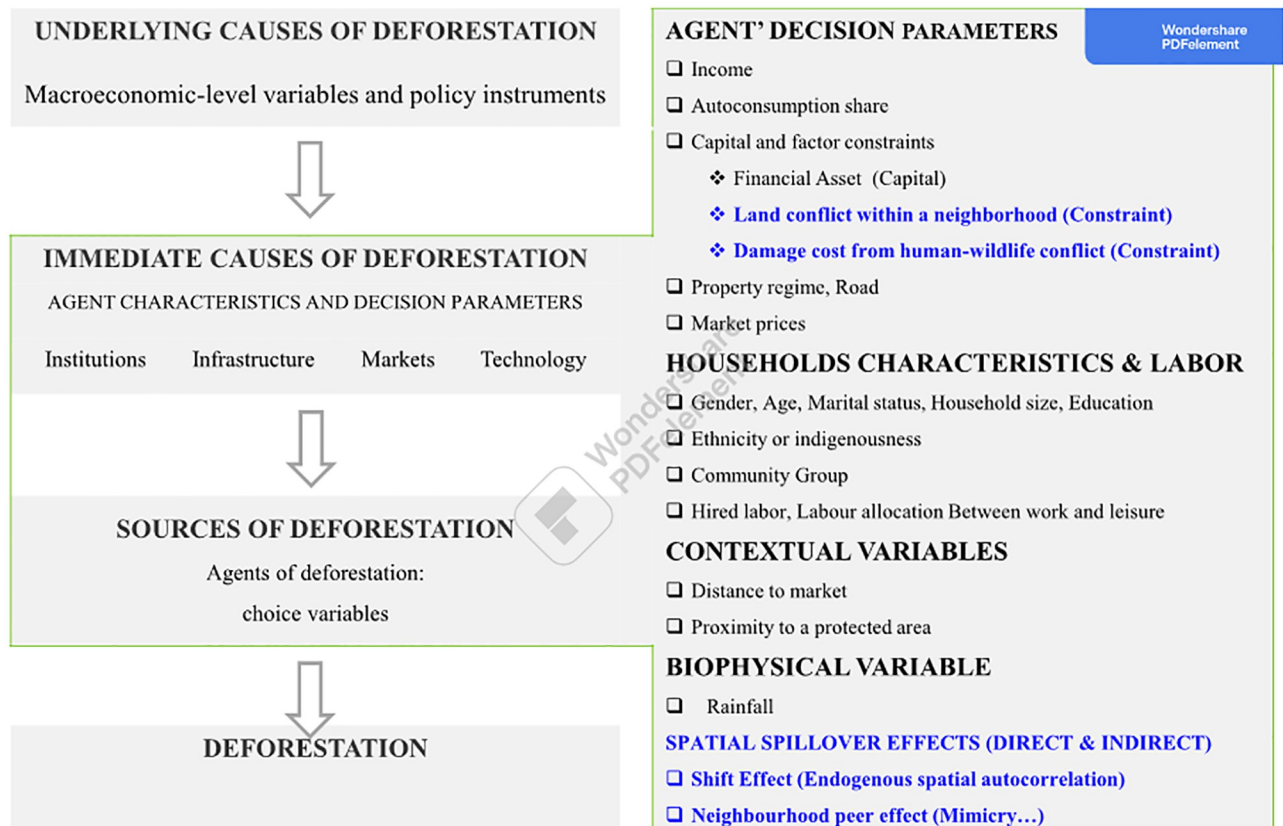 UNDERLYING CAUSES OF DEFORESTATION
Macroeconomic-level variables and policy instruments
IMMEDIATE CAUSES OF DEFORESTATION
AGENT CHARACTERISTICS AND DECISION PARAMETERS
Institutions Infrastructure Markets Technology
SOURCES OF DEFORESTATION
Agents of deforestation:
choice variables
DEFORESTATION
AGENT’ DECISION PARAMETERS
Income
Autoconsumption share
Capital and factor constraints
Financial Asset (Capital)
Land conflict within a neighborhood (Constraint)
Damage cost from human-wildlife conflict (Constraint)
Property regime, Road
Market prices
HOUSEHOLDS CHARACTERISTICS & LABOR
Gender, Age, Marital status, Household size, Education
Ethnicity or indigenousness
Community Group
Hired labor, Labour allocation Between work and leisure
CONTEXTUAL VARIABLES
Distance to market
Proximity to a protected area
BIOPHYSICAL VARIABLE
Rainfall
SPATIAL SPILLOVER EFFECTS (DIRECT & INDIRECT)
Shift Effect (Endogenous spatial autocorrelation)
Neighbourhood peer effect (Mimicry…)
Wondershare
PDFelement
Wondershare
PDFelement